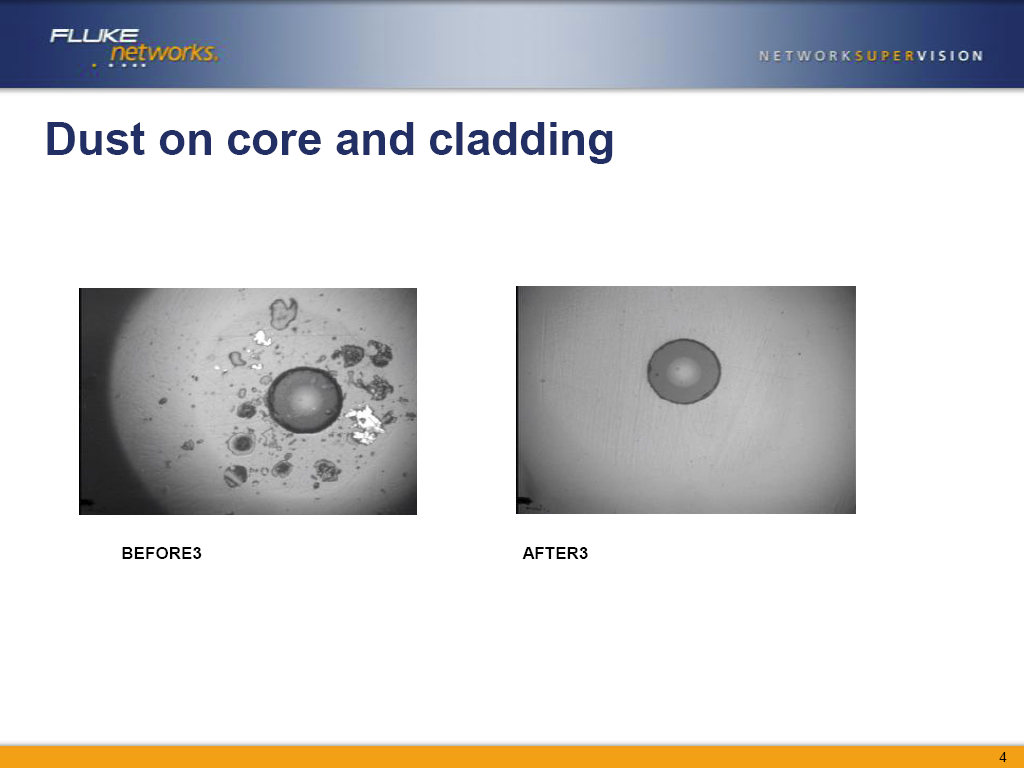 FLUKE
networks.
NETWORKSUPERVISION
Dust on core and cladding
BEFORE3
AFTER3
4